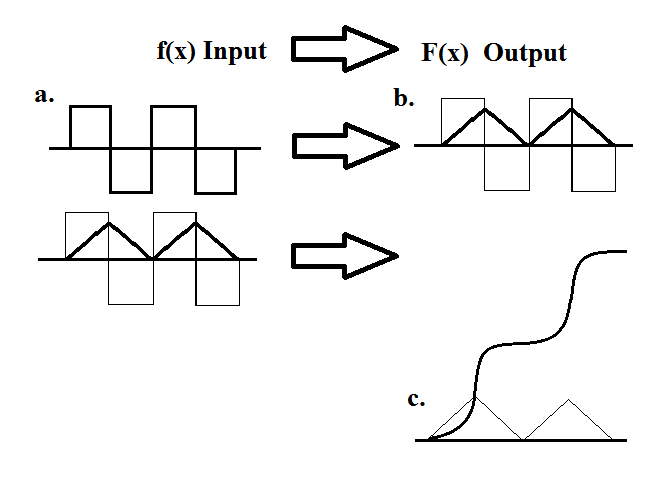 f(x) Input F(x) Output
a.
b.
c.